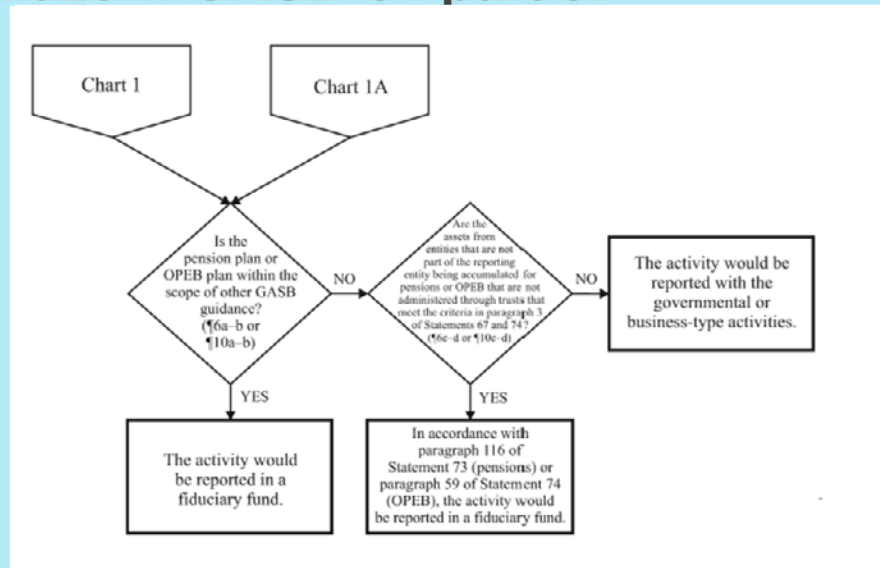 Chart 1
Chart 1A
Is the
pension plan or
OPEB plan within the
scope of other GASB
guidance?
(¶6a–b or
¶10a–b)
NO
Are the
assets from
entities that are not
part of the reporting
entity being accumulated for
pensions or OPEB that are not
administered through trusts that
meet the criteria in paragraph 3
of Statements 67 and 74?
(¶6c–d or ¶10c–d)
NO
The activity would be
reported with the
governmental or
business-type activities.
YES
YES
The activity would
be reported in a
fiduciary fund.
In accordance with
paragraph 116 of
Statement 73 (pensions) or
paragraph 59 of Statement 74
(OPEB), the activity would
be reported in a fiduciary fund.